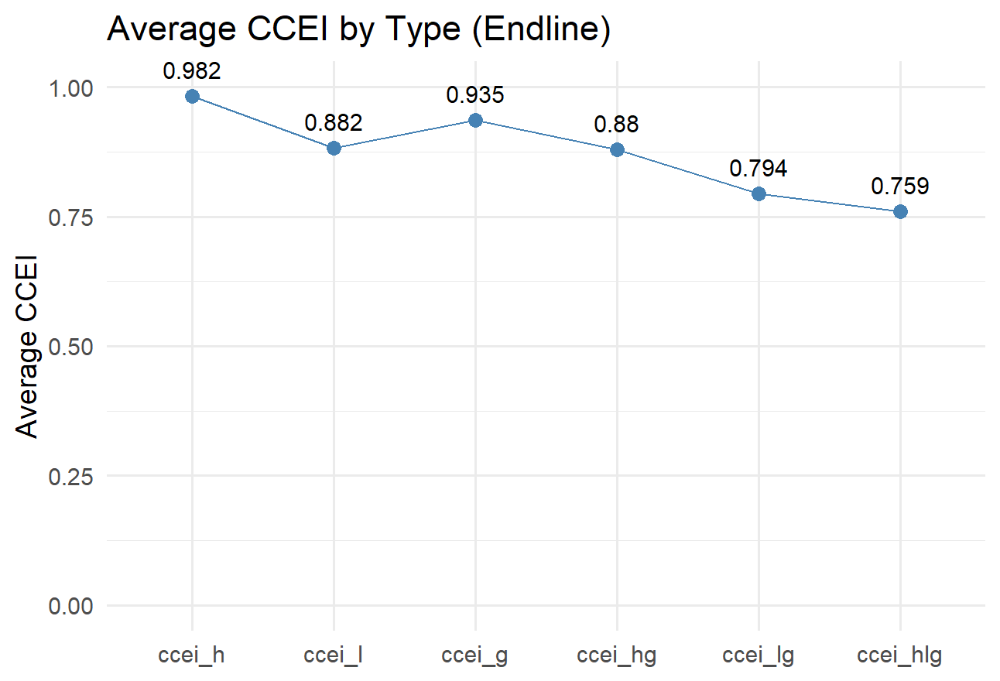 Average CCEI by Type (Endline)
Average CCEI
1.00
0.75
0.50
0.25
0.00
0.982
0.882
0.935
0.88
0.794
0.759
ccei_h
ccei_l
ccei_g
ccei_hg
ccei_lg
ccei_hlg